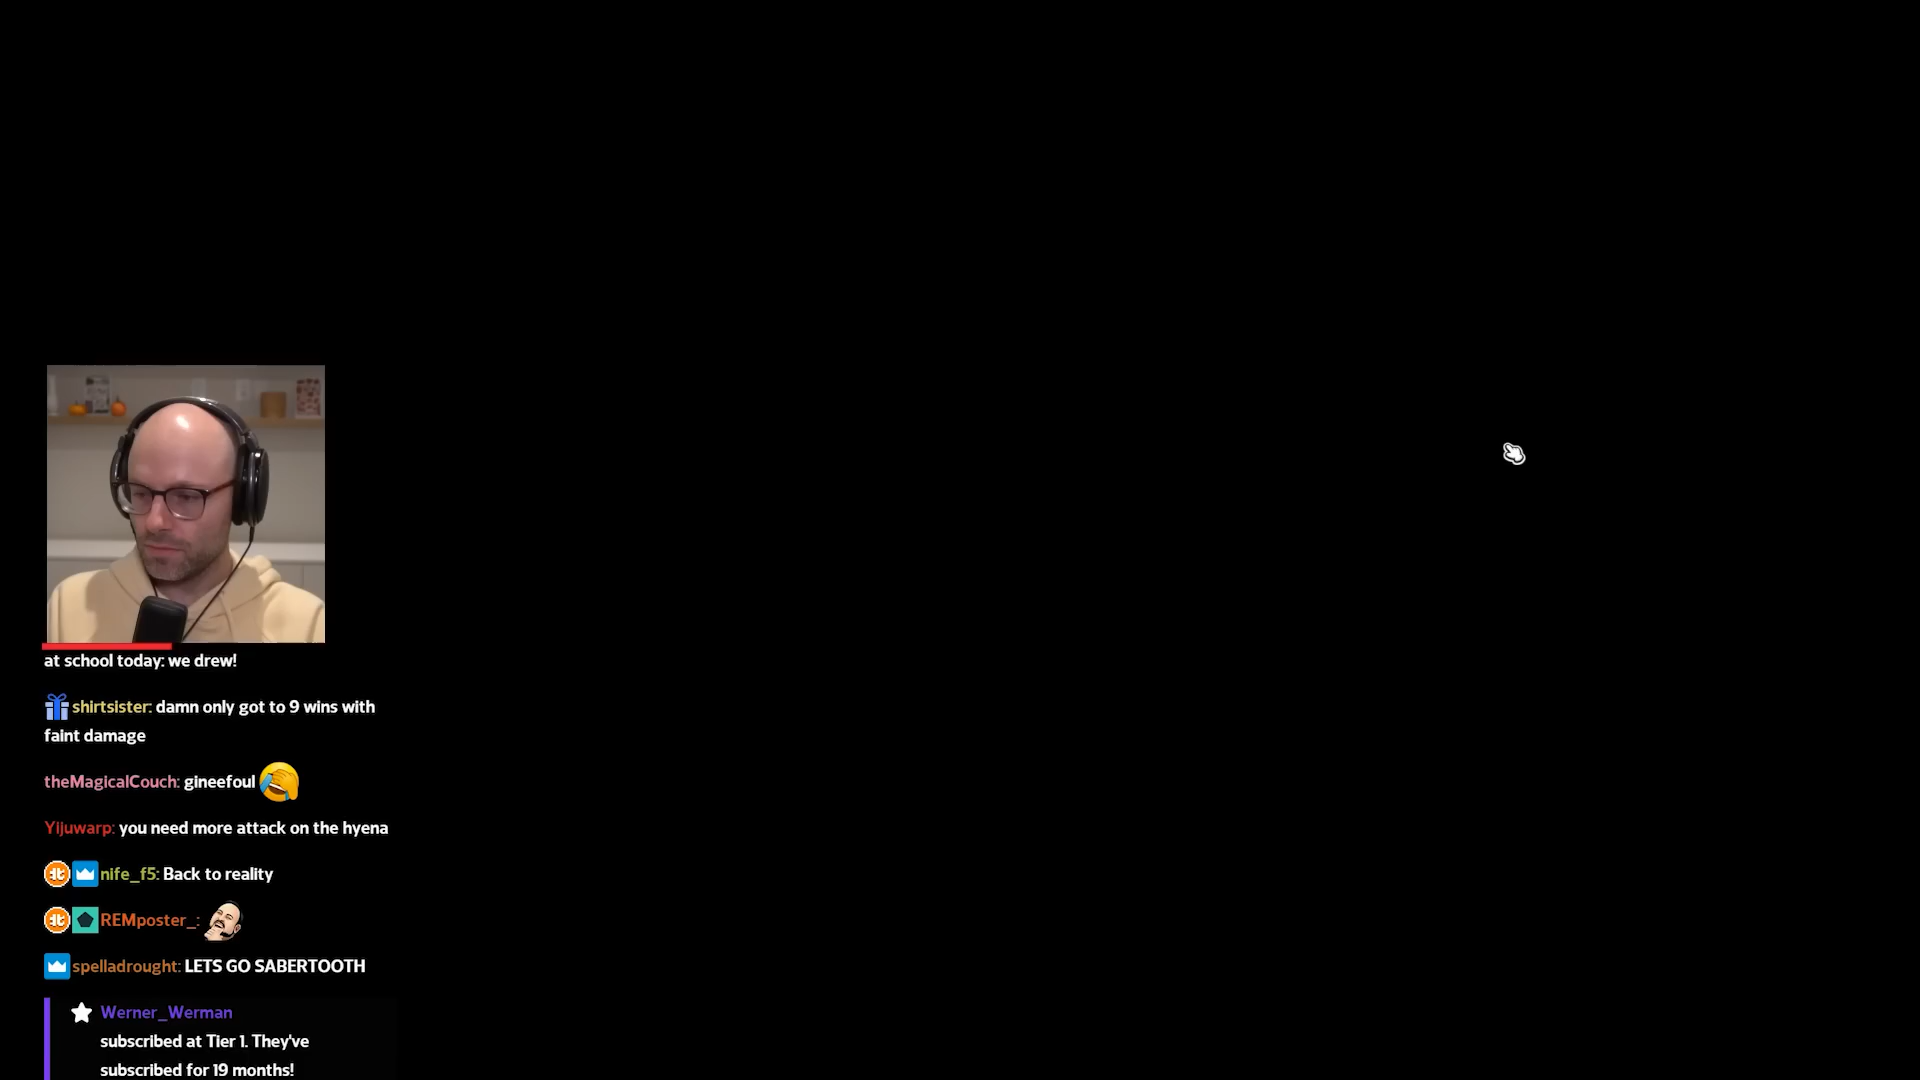 at school today: we drew!
shirtsister: damn only got to 9 wins with
faint damage
theMagicalCouch: gineefoul
Yijuwarp: you need more attack on the hyena
nife_f5: Back to reality
REMposter_:
spelladrought: LETS GO SABERTOOTH
Werner_Werman
subscribed at Tier 1. They've
subscribed for 19 months!